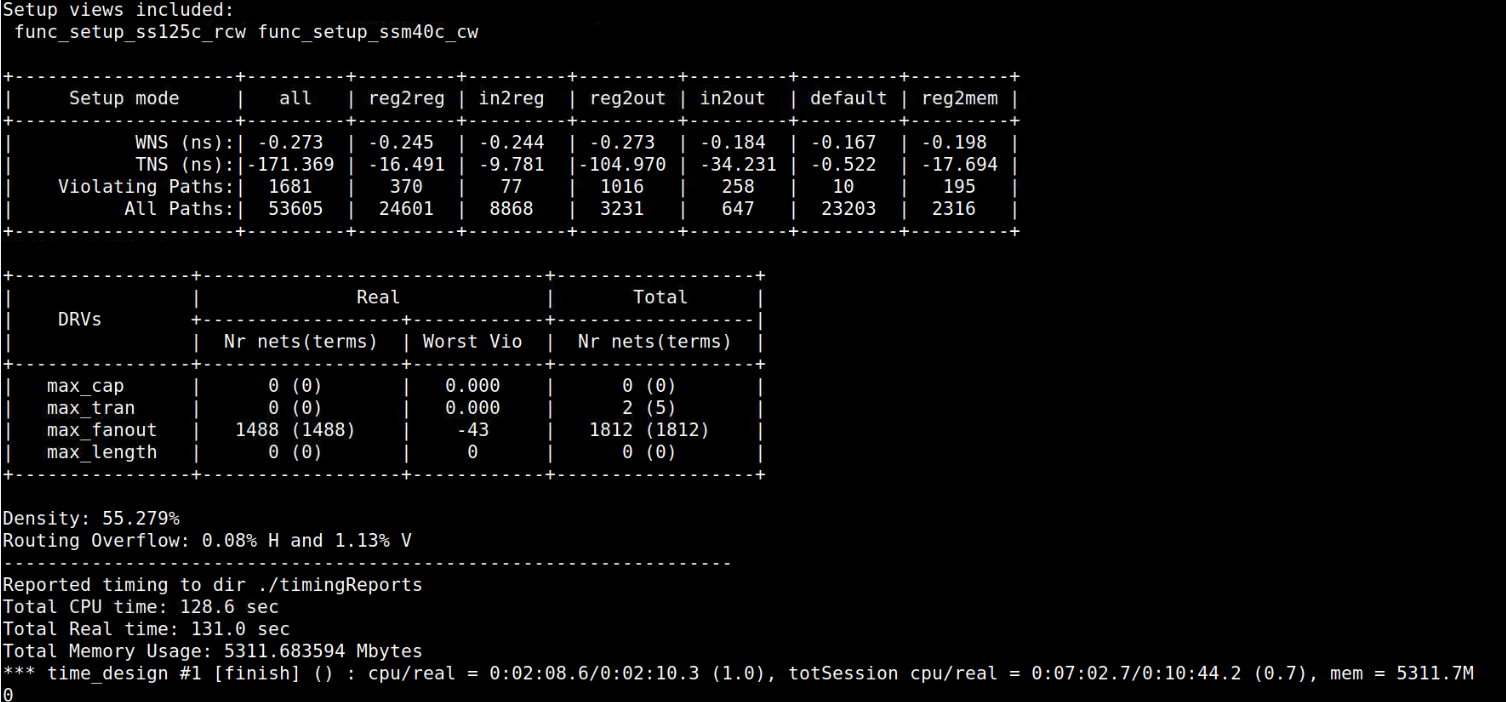 Setup views included:
 func_setup_ss125c_rcw func_setup_ssm40c_cw

+--------------------+---------+---------+---------+---------+---------+---------+---------+
|     Setup mode     |   all   | reg2reg | in2reg  | reg2out | in2out  | default | reg2mem |
+--------------------+---------+---------+---------+---------+---------+---------+---------+
|           WNS (ns):| -0.273  | -0.245  | -0.244  | -0.273  | -0.184  | -0.167  | -0.198  |
|           TNS (ns):|-171.369 | -16.491 | -9.781  |-104.970 | -34.231 | -0.522  | -17.694 |
|    Violating Paths:|  1681   |   370   |   77    |  1016   |   258   |   10    |   195   |
|          All Paths:|  53605  |  24601  |  8868   |  3231   |   647   |  23203  |  2316   |
+--------------------+---------+---------+---------+---------+---------+---------+---------+

+----------------+-------------------------------+------------------+
|                |              Real             |       Total      |
|    DRVs        +------------------+------------+------------------|
|                |  Nr nets(terms)  | Worst Vio  |  Nr nets(terms)  |
+----------------+------------------+------------+------------------+
|   max_cap      |      0 (0)       |   0.000    |      0 (0)       |
|   max_tran     |      0 (0)       |   0.000    |      2 (5)       |
|   max_fanout   |   1488 (1488)    |    -43     |   1812 (1812)    |
|   max_length   |      0 (0)       |     0      |      0 (0)       |
+----------------+------------------+------------+------------------+

Density: 55.279%
Routing Overflow: 0.08% H and 1.13% V
------------------------------------------------------------------
Reported timing to dir ./timingReports
Total CPU time: 128.6 sec
Total Real time: 131.0 sec
Total Memory Usage: 5311.683594 Mbytes
*** time_design #1 [finish] () : cpu/real = 0:02:08.6/0:02:10.3 (1.0), totSession cpu/real = 0:07:02.7/0:10:44.2 (0.7), mem = 5311.7M
0